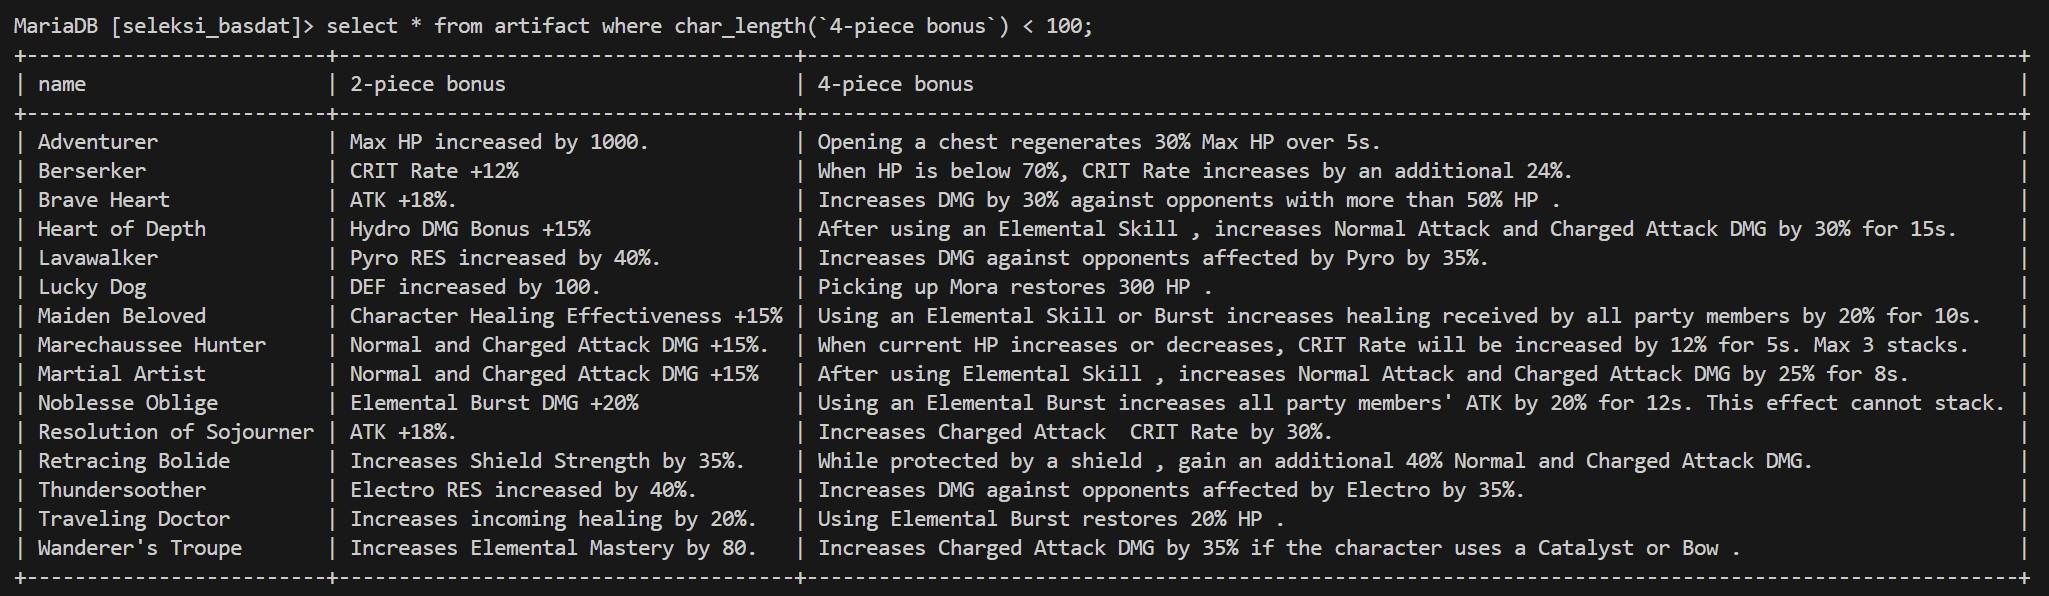 MariaDB [seleksi_basdat]> select * from artifact where char_length(`4-piece bonus`) < 100;
+-------------------------+--------------------------------------+----------------------------------------------------------------------------------------------------+
| name                    | 2-piece bonus                        | 4-piece bonus                                                                                      |
+-------------------------+--------------------------------------+----------------------------------------------------------------------------------------------------+
| Adventurer              | Max HP increased by 1000.            | Opening a chest regenerates 30% Max HP over 5s.                                                    |
| Berserker               | CRIT Rate +12%                       | When HP is below 70%, CRIT Rate increases by an additional 24%.                                    |
| Brave Heart             | ATK +18%.                            | Increases DMG by 30% against opponents with more than 50% HP .                                     |
| Heart of Depth          | Hydro DMG Bonus +15%                 | After using an Elemental Skill , increases Normal Attack and Charged Attack DMG by 30% for 15s.    |
| Lavawalker              | Pyro RES increased by 40%.           | Increases DMG against opponents affected by Pyro by 35%.                                           |
| Lucky Dog               | DEF increased by 100.                | Picking up Mora restores 300 HP .                                                                  |
| Maiden Beloved          | Character Healing Effectiveness +15% | Using an Elemental Skill or Burst increases healing received by all party members by 20% for 10s.  |
| Marechaussee Hunter     | Normal and Charged Attack DMG +15%.  | When current HP increases or decreases, CRIT Rate will be increased by 12% for 5s. Max 3 stacks.   |
| Martial Artist          | Normal and Charged Attack DMG +15%   | After using Elemental Skill , increases Normal Attack and Charged Attack DMG by 25% for 8s.        |
| Noblesse Oblige         | Elemental Burst DMG +20%             | Using an Elemental Burst increases all party members' ATK by 20% for 12s. This effect cannot stack. |
| Resolution of Sojourner | ATK +18%.                            | Increases Charged Attack  CRIT Rate by 30%.                                                        |
| Retracing Bolide        | Increases Shield Strength by 35%.    | While protected by a shield , gain an additional 40% Normal and Charged Attack DMG.                |
| Thundersoother          | Electro RES increased by 40%.        | Increases DMG against opponents affected by Electro by 35%.                                        |
| Traveling Doctor        | Increases incoming healing by 20%.   | Using Elemental Burst restores 20% HP .                                                            |
| Wanderer's Troupe       | Increases Elemental Mastery by 80.   | Increases Charged Attack DMG by 35% if the character uses a Catalyst or Bow .                      |
+-------------------------+--------------------------------------+----------------------------------------------------------------------------------------------------+